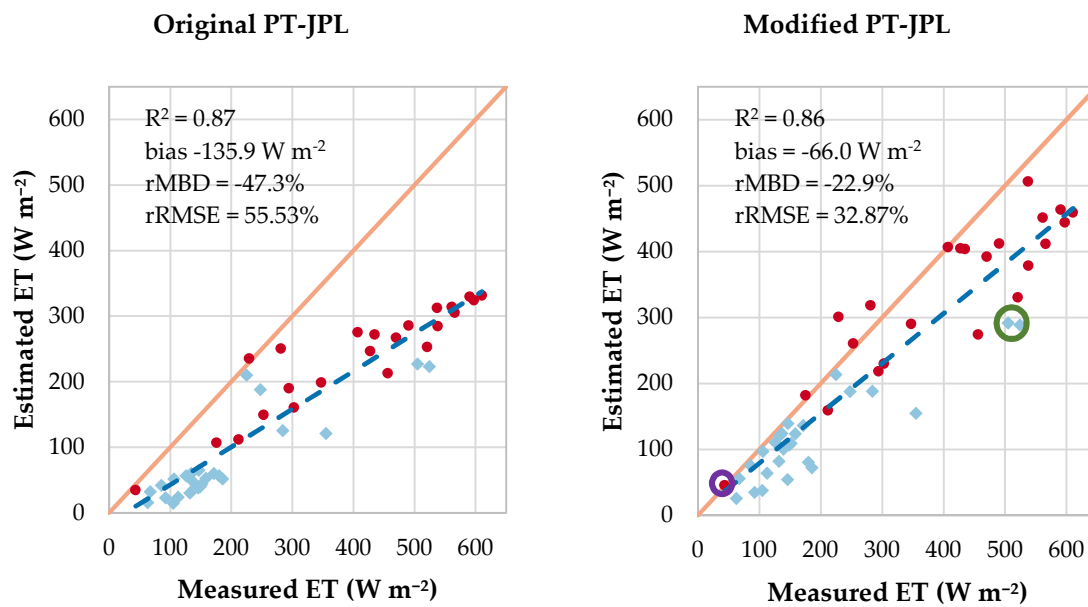 Original PT-JPL
Estimated ET (W m⁻²)
600
500
400
300
200
100
0
R² = 0.87
bias -135.9 W m⁻²
rMBD = -47.3%
rRMSE = 55.53%
0 100 200 300 400 500 600
Measured ET (W m⁻²)
Modified PT-JPL
Estimated ET (W m⁻²)
600
500
400
300
200
100
0
R² = 0.86
bias = -66.0 W m⁻²
rMBD = -22.9%
rRMSE = 32.87%
0 100 200 300 400 500 600
Measured ET (W m⁻²)